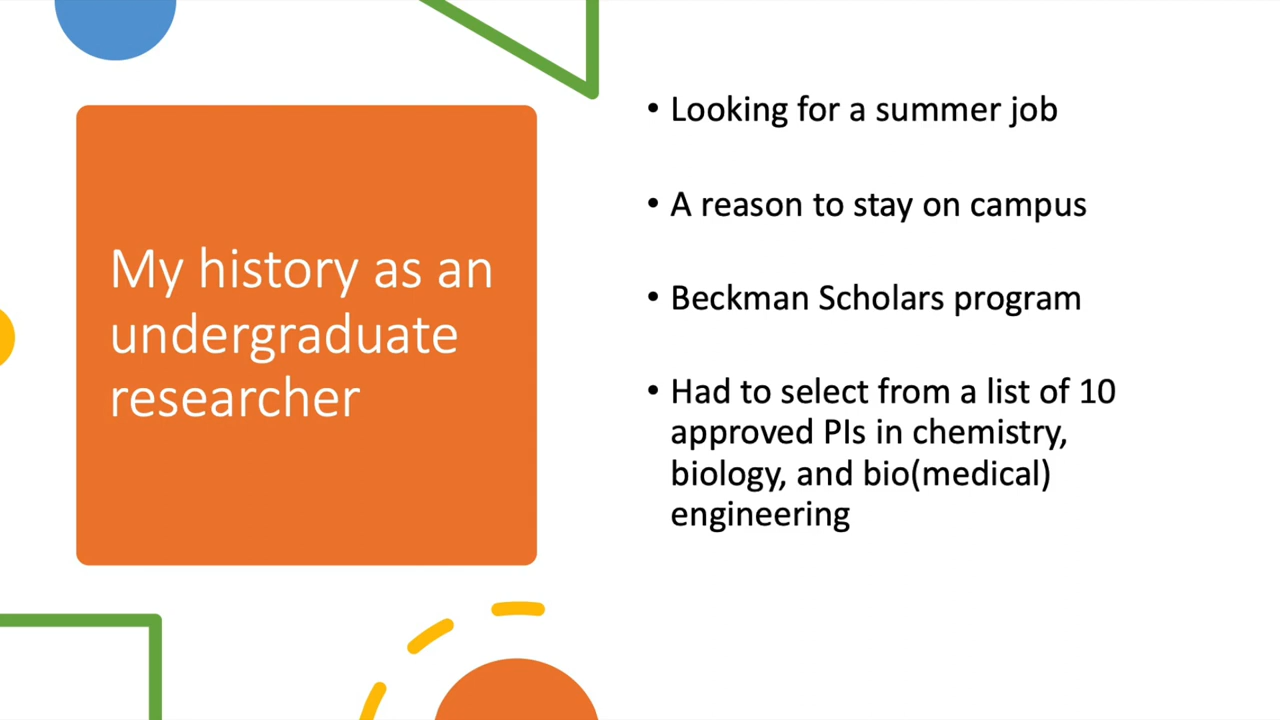 My history as an
undergraduate
researcher
• Looking for a summer job
• A reason to stay on campus
• Beckman Scholars program
• Had to select from a list of 10
approved PIs in chemistry,
biology, and bio(medical)
engineering